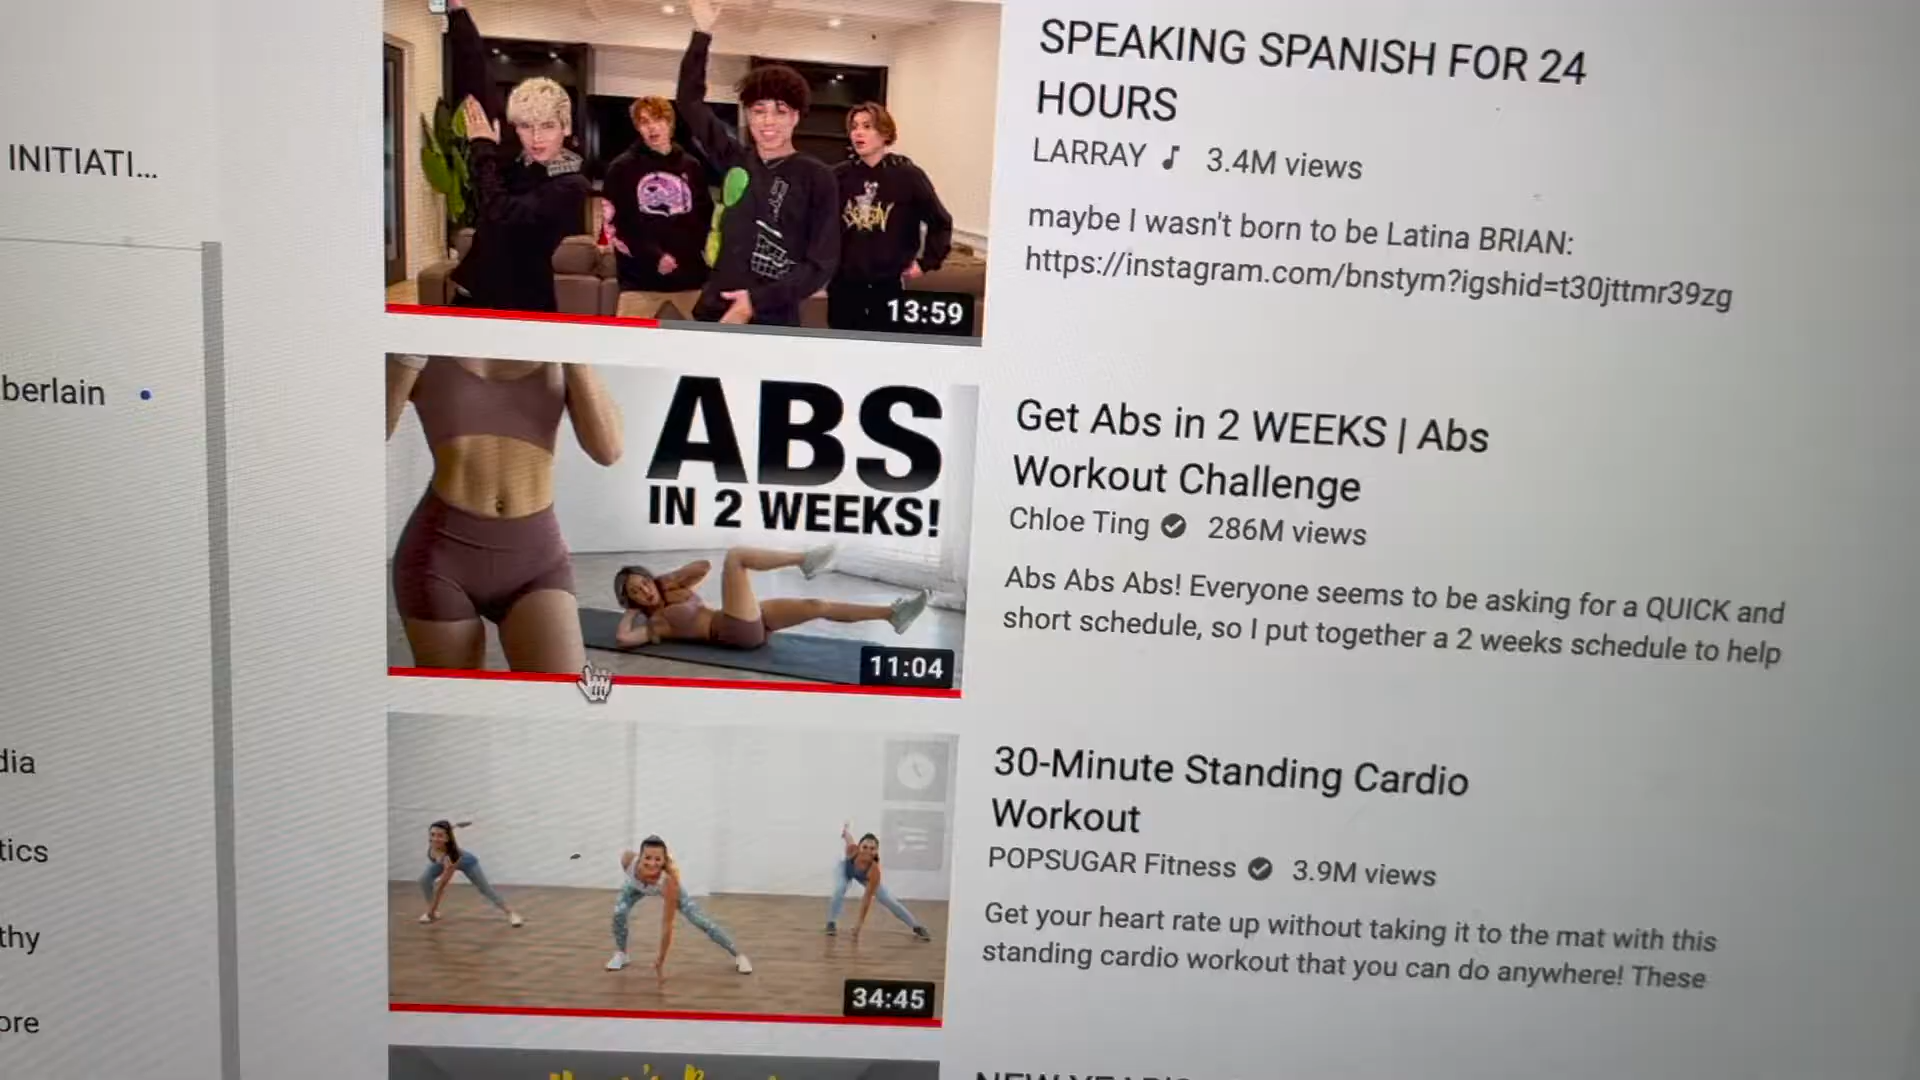 INITIATI...
berlain
dia
tics
thy
ore
13:59
SPEAKING SPANISH FOR 24
HOURS
LARRAY 3.4M views
maybe I wasn't born to be Latina BRIAN:
https://instagram.com/bnstym?igshid=t30jttmr39zg
ABS
IN 2 WEEKS!
11:04
Get Abs in 2 WEEKS | Abs
Workout Challenge
Chloe Ting 286M views
Abs Abs Abs! Everyone seems to be asking for a QUICK and
short schedule, so I put together a 2 weeks schedule to help
34:45
30-Minute Standing Cardio
Workout
POPSUGAR Fitness 3.9M views
Get your heart rate up without taking it to the mat with this
standing cardio workout that you can do anywhere! These